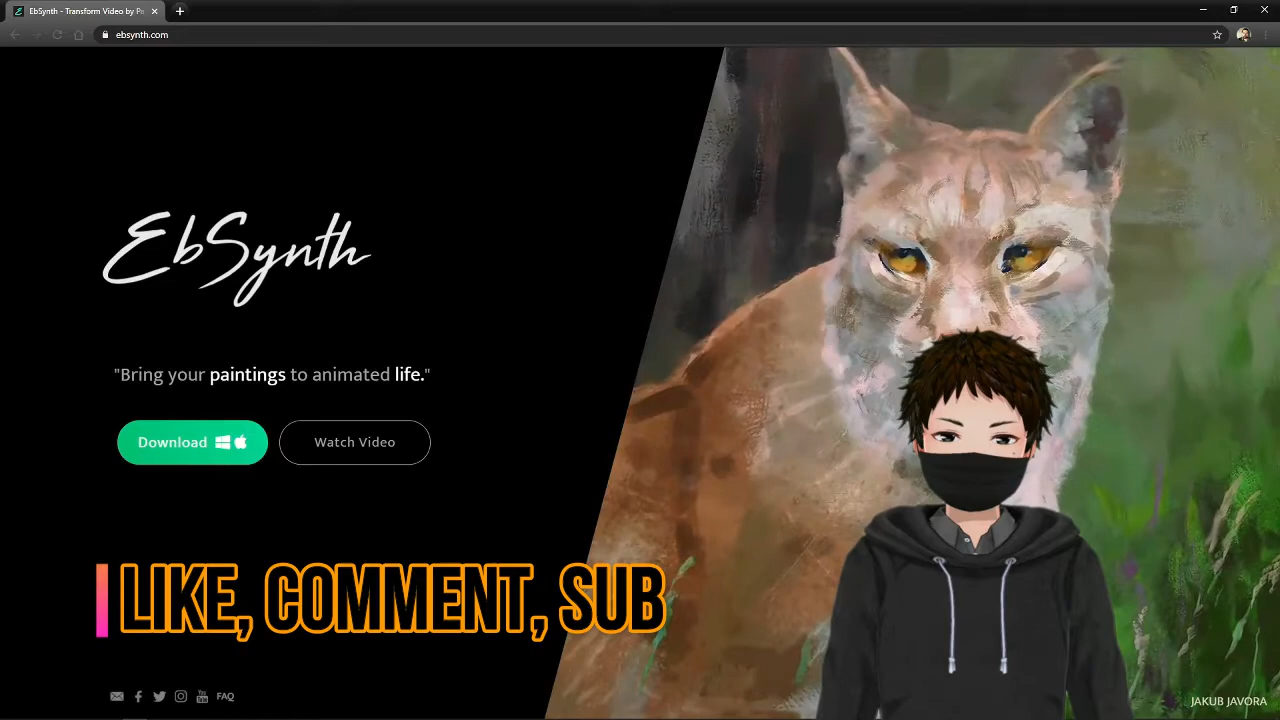 EbSynth - Transform Video by Pa
ebsynth.com
EbSynth
"Bring your paintings to animated life."
Download
Watch Video
LIKE, COMMENT, SUB
FAQ
JAKUB JAVORA